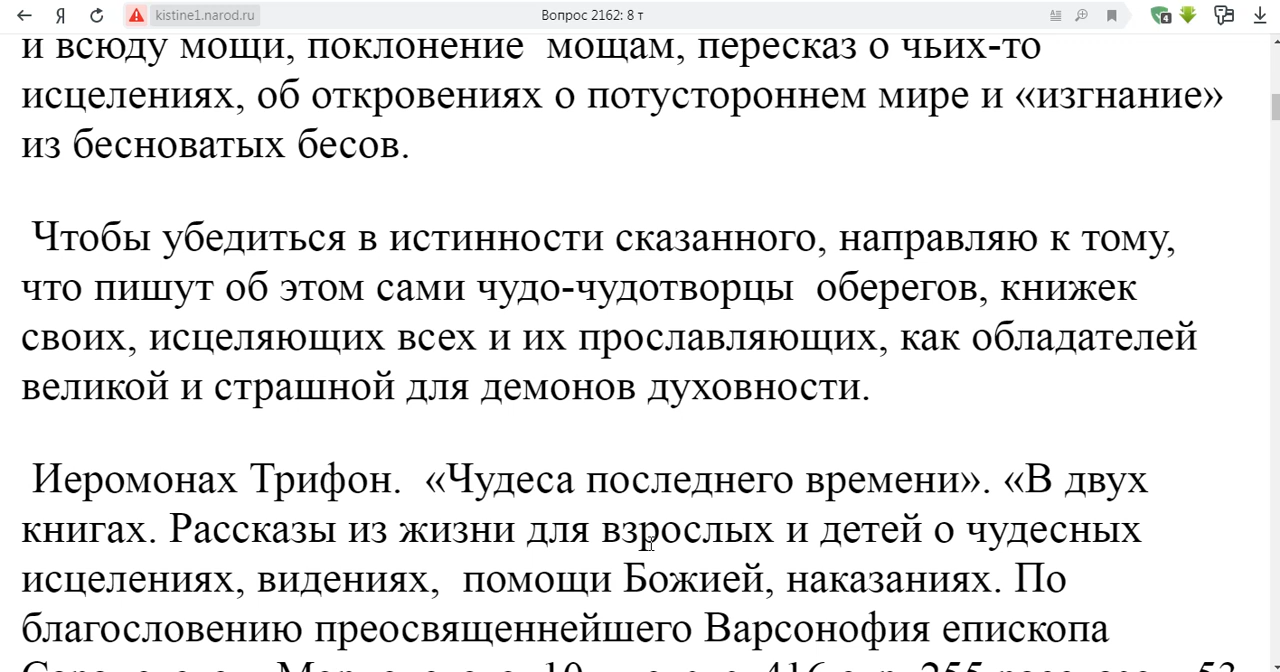 kistine1.narod.ru
Вопрос 2162: 8 т
4
и всюду мощи, поклонение мощам, пересказ о чьих-то
исцелениях, об откровениях о потустороннем мире и «изгнание»
из бесноватых бесов.
Чтобы убедиться в истинности сказанного, направляю к тому,
что пишут об этом сами чудо-чудотворцы оберегов, книжек
своих, исцеляющих всех и их прославляющих, как обладателей
великой и страшной для демонов духовности.
Иеромонах Трифон. «Чудеса последнего времени». «В двух
книгах. Рассказы из жизни для взрослых и детей о чудесных
исцелениях, видениях, помощи Божией, наказаниях. По
благословению преосвященнейшего Варсонофия епископа